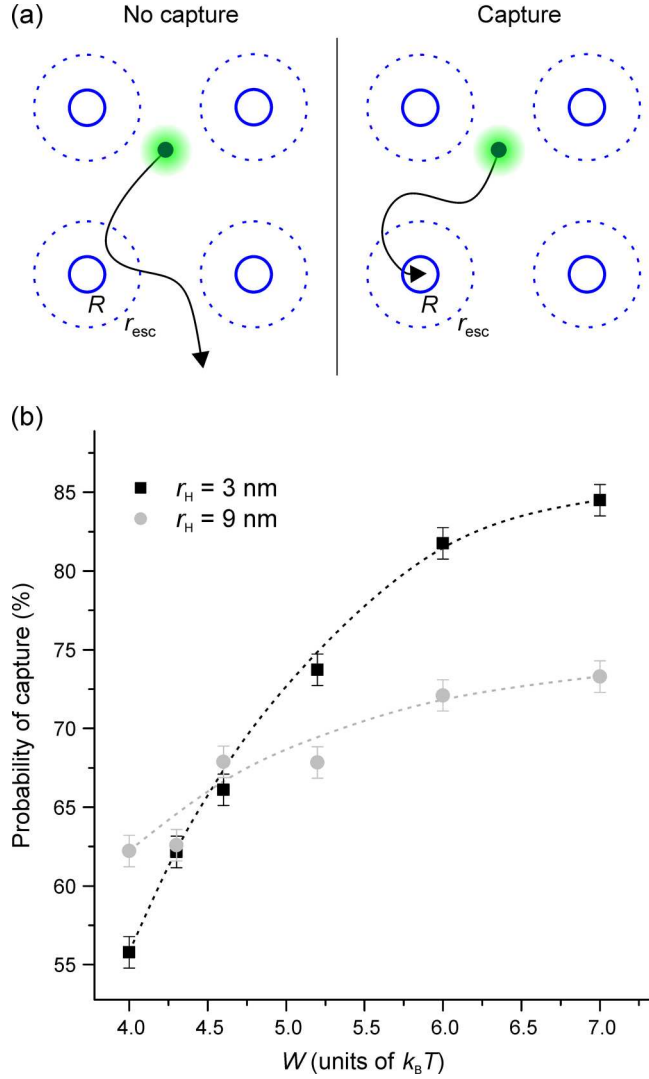 (a)
No capture
Capture
R
r_esc
R
r_esc
(b)
r_H = 3 nm
r_H = 9 nm
Probability of capture (%)
85
80
75
70
65
60
55
4.0 4.5 5.0 5.5 6.0 6.5 7.0
W (units of k_BT)